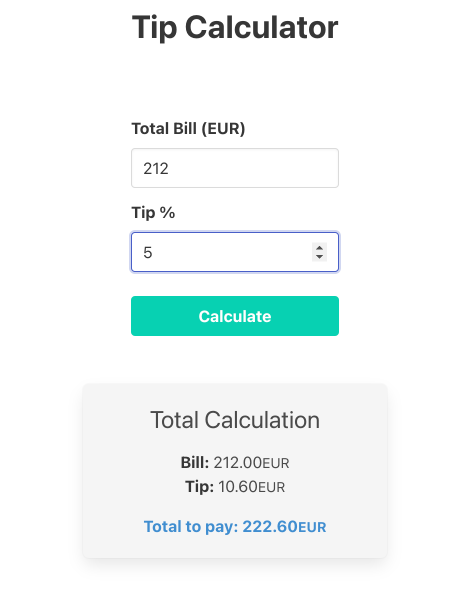 Tip Calculator
Total Bill (EUR)
212
Tip %
5
Calculate
Total Calculation
Bill: 212.00EUR
Tip: 10.60EUR
Total to pay: 222.60EUR